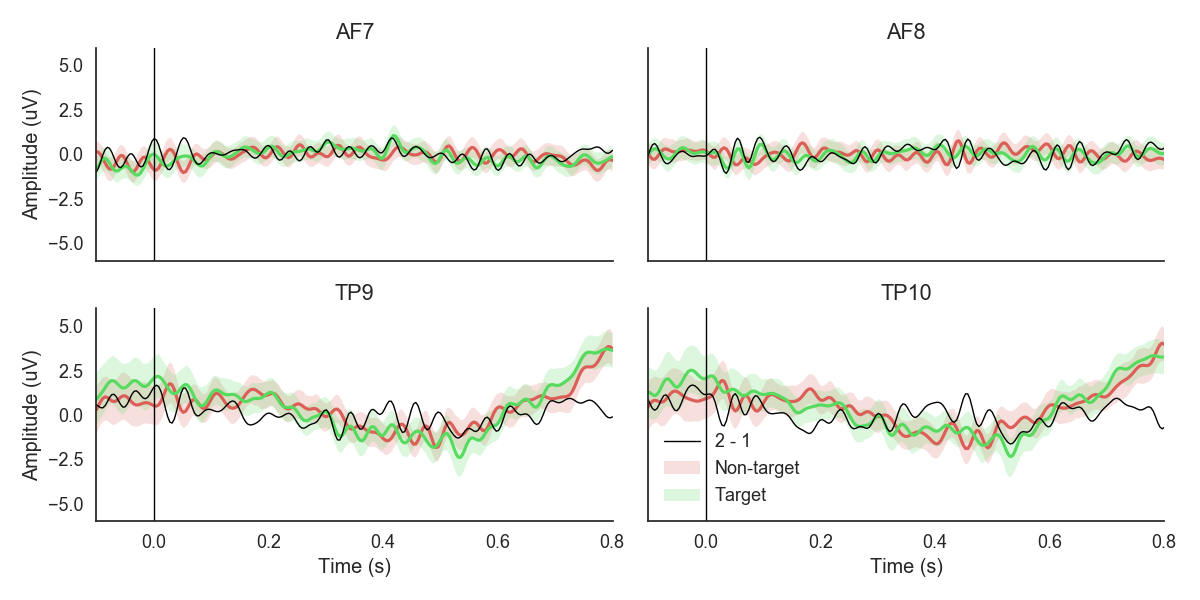 AF7
AF8
Amplitude (uV)
5.0
2.5
0.0
−2.5
−5.0
TP9
TP10
Amplitude (uV)
5.0
2.5
0.0
−2.5
−5.0
2 - 1
Non-target
Target
0.0 0.2 0.4 0.6 0.8
0.0 0.2 0.4 0.6 0.8
Time (s)
Time (s)